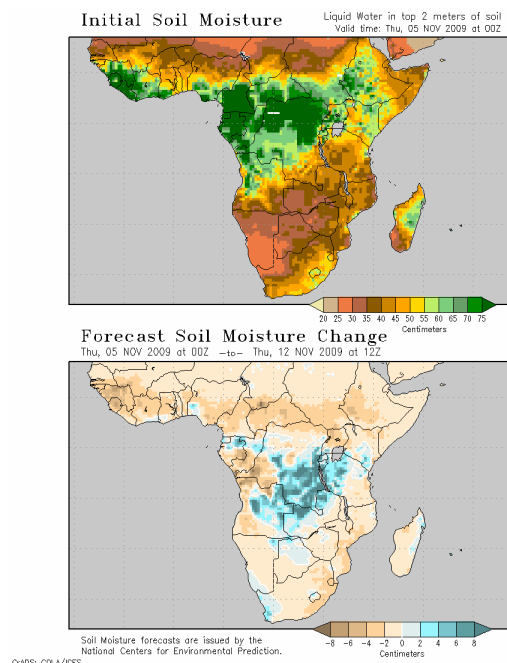 Initial Soil Moisture
Liquid Water in top 2 meters of soil
Valid time: Thu, 05 NOV 2009 at 00Z
20 25 30 35 40 45 50 55 60 65 70 75
Centimeters
Forecast Soil Moisture Change
Thu, 05 NOV 2009 at 00Z -to- Thu, 12 NOV 2009 at 12Z
-8 -6 -4 -2 0 2 4 6 8
Centimeters
Soil Moisture forecasts are issued by the
National Centers for Environmental Prediction.
GrADS: COLA/IGES